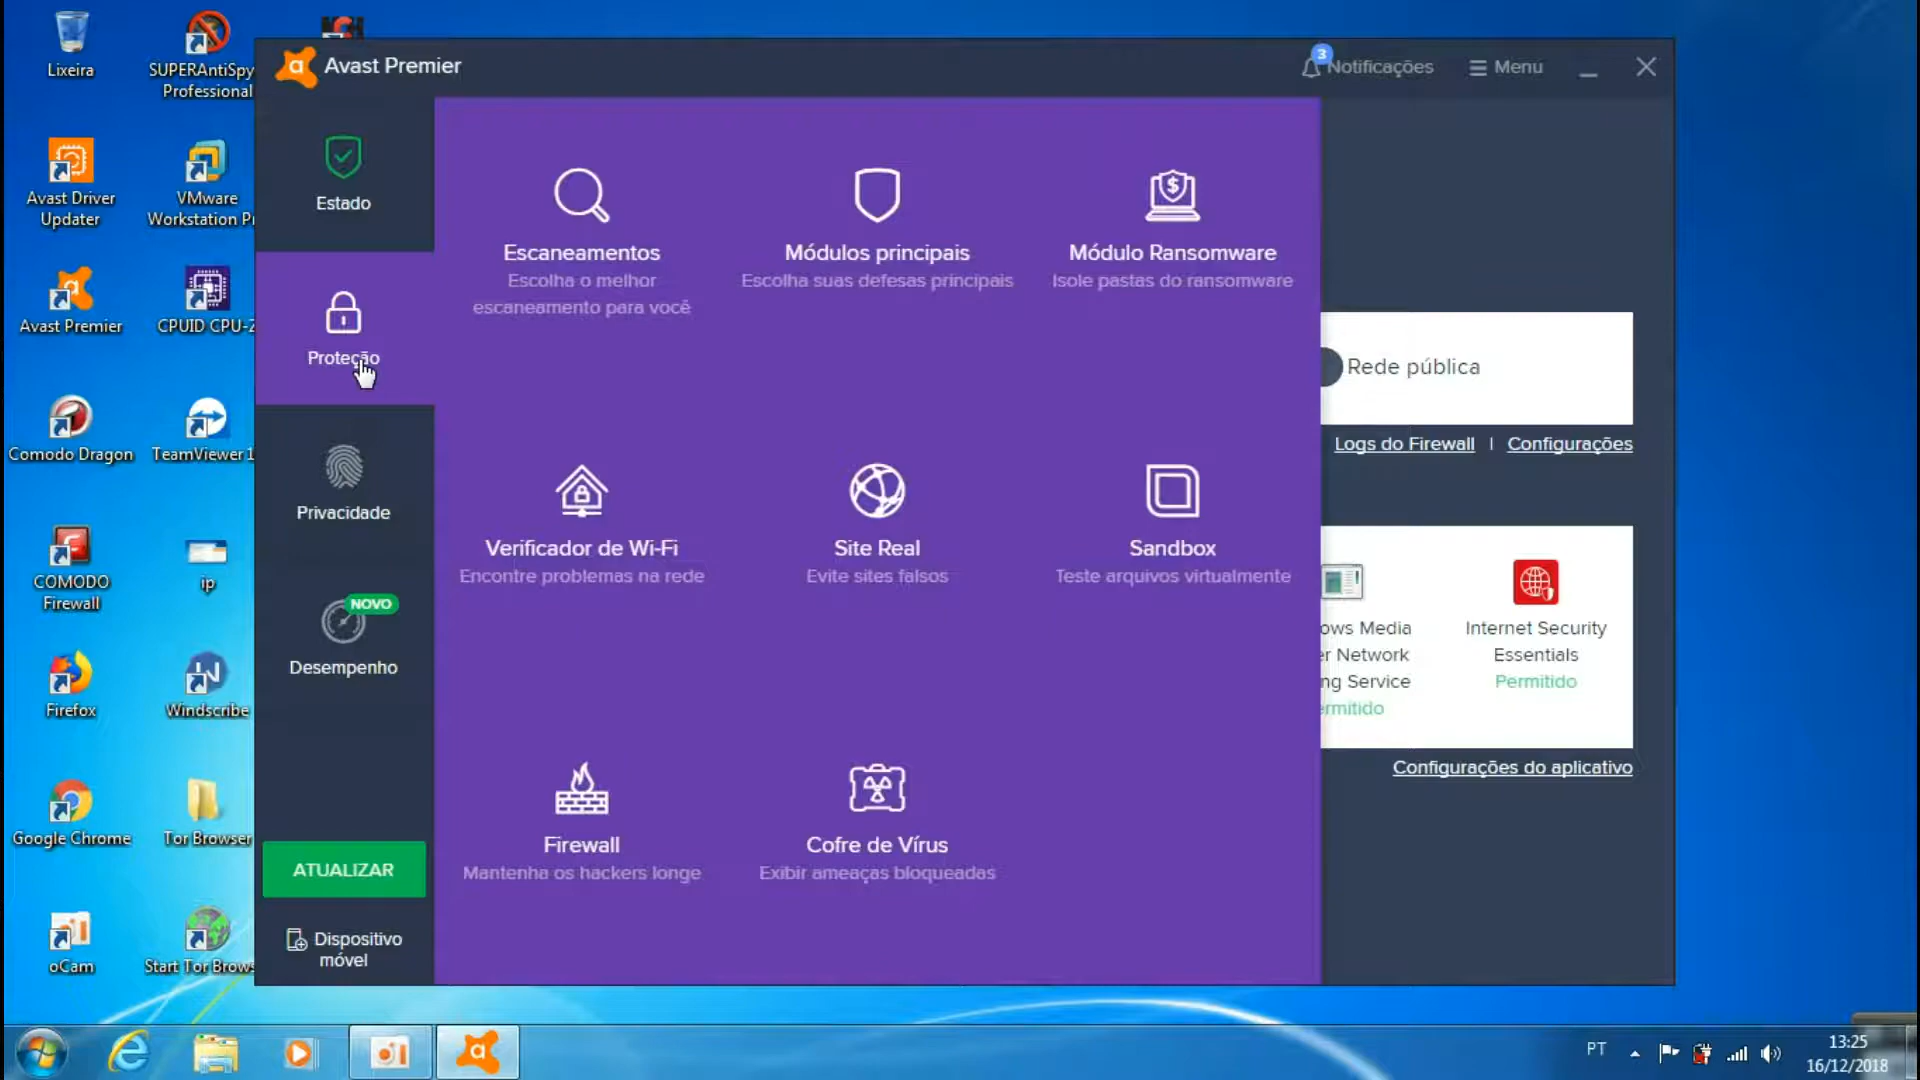 Lixeira
SUPERAntiSpy
Professional
Avast Driver
Updater
VMware
Workstation Pr
Avast Premier
CPUID CPU-Z
Comodo Dragon
TeamViewer 1
COMODO
Firewall
ip
Firefox
Windscribe
Google Chrome
Tor Browser
oCam
Start Tor Brows
Avast Premier
3
Notificações
Menu
Estado
Proteção
Privacidade
NOVO
Desempenho
ATUALIZAR
Dispositivo
móvel
Escaneamentos
Escolha o melhor
escaneamento para você
Módulos principais
Escolha suas defesas principais
Módulo Ransomware
Isole pastas do ransomware
Verificador de Wi-Fi
Encontre problemas na rede
Site Real
Evite sites falsos
Sandbox
Teste arquivos virtualmente
Firewall
Mantenha os hackers longe
Cofre de Vírus
Exibir ameaças bloqueadas
Rede pública
Logs do Firewall | Configurações
ows Media
er Network
ng Service
ermitido
Internet Security
Essentials
Permitido
Configurações do aplicativo
PT
13:25
16/12/2018